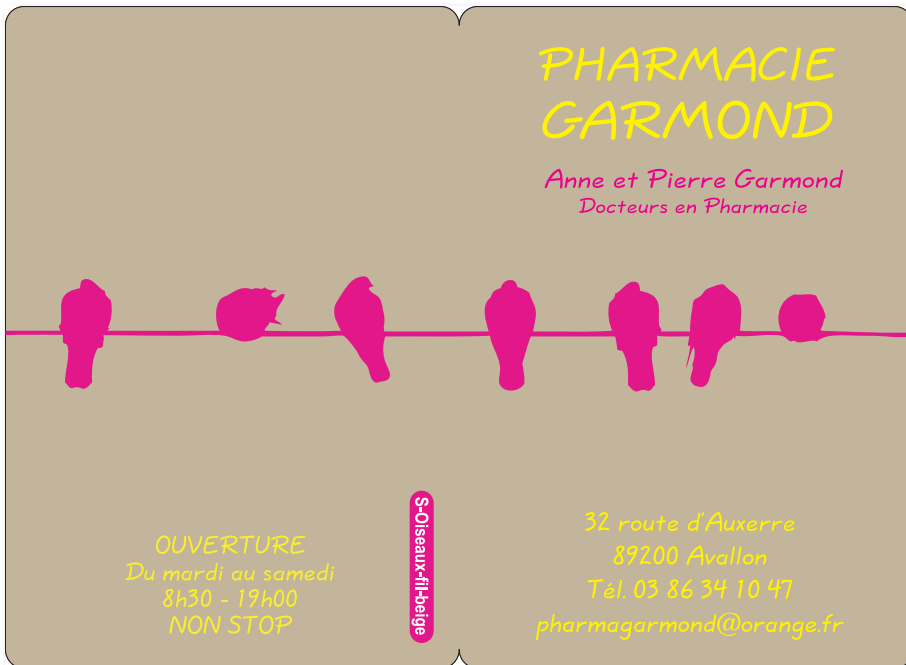 PHARMACIE
GARMOND
Anne et Pierre Garmond
Docteurs en Pharmacie
OUVERTURE
Du mardi au samedi
8h30 - 19h00
NON STOP
S-Oiseaux-fil-beige
32 route d'Auxerre
89200 Avallon
Tél. 03 86 34 10 47
pharmagarmond@orange.fr